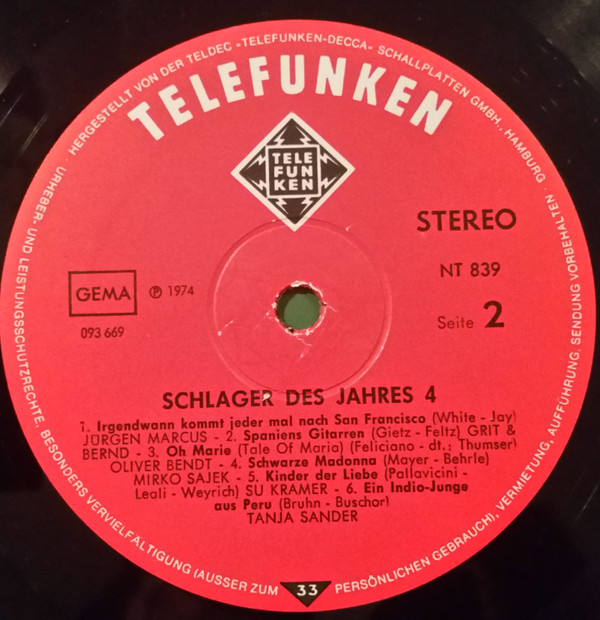 URHEBER- UND LEISTUNGSSCHUTZRECHTE, BESONDERS VERVIELFÄLTIGUNG (AUSSER ZUM PERSÖNLICHEN GEBRAUCH), VERMIETUNG, AUFFÜHRUNG, SENDUNG VORBEHALTEN · HERGESTELLT VON DER TELDEC »TELEFUNKEN-DECCA« SCHALLPLATTEN GMBH., HAMBURG ·
TELEFUNKEN
TELE
FUN
KEN
STEREO
NT 839
Seite 2
GEMA
℗ 1974
093 669
SCHLAGER DES JAHRES 4
1. Irgendwann kommt jeder mal nach San Francisco (White - Jay)
JÜRGEN MARCUS - 2. Spaniens Gitarren (Gietz - Feltz) GRIT &
BERND - 3. Oh Marie (Tale Of Maria) (Feliciano - dt.; Thumser)
OLIVER BENDT - 4. Schwarze Madonna (Mayer - Behrle)
MIRKO SAJEK - 5. Kinder der Liebe (Pallavicini -
Leali - Weyrich) SU KRAMER - 6. Ein Indio-Junge
aus Peru (Bruhn - Buschor)
TANJA SANDER
33